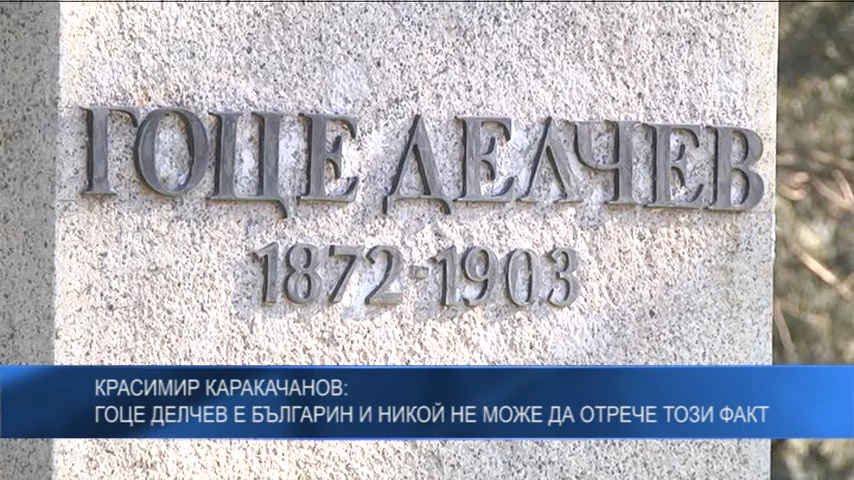 ГОЦЕ ДЕЛЧЕВ
1872-1903
КРАСИМИР КАРАКАЧАНОВ:
ГОЦЕ ДЕЛЧЕВ Е БЪЛГАРИН И НИКОЙ НЕ МОЖЕ ДА ОТРЕЧЕ ТОЗИ ФАКТ